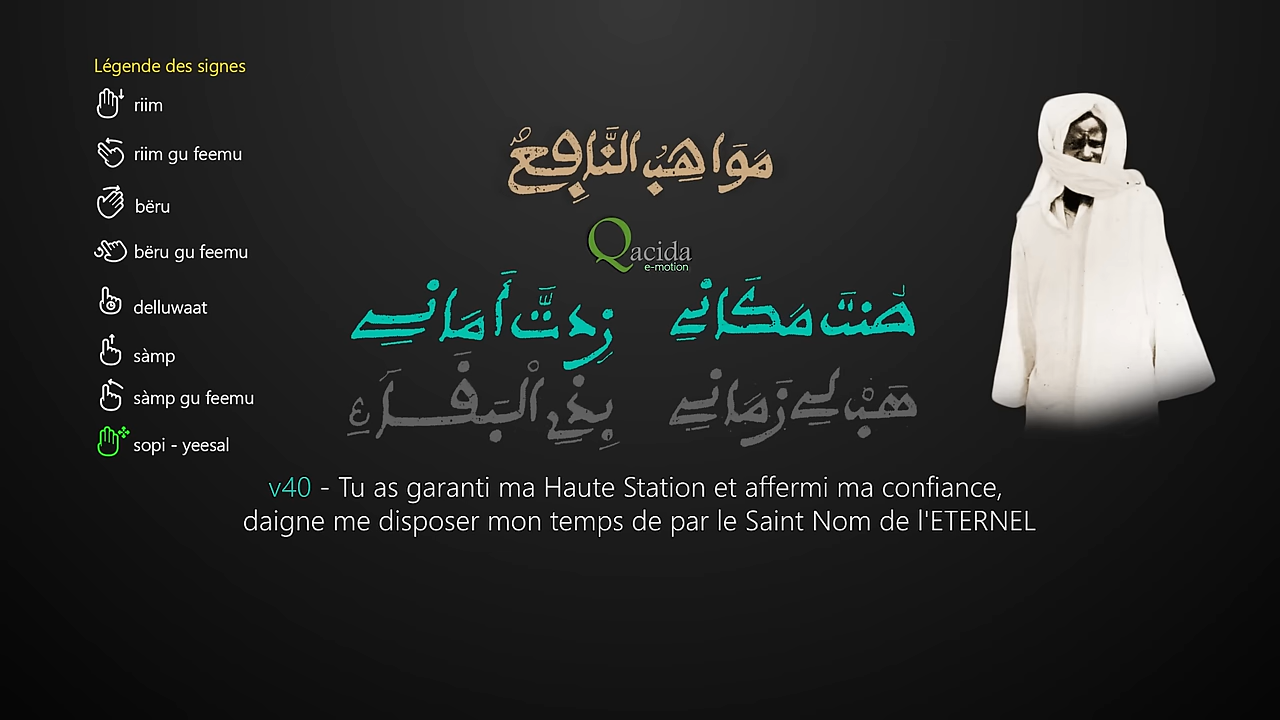 Légende des signes
riim
riim gu feemu
bëru
bëru gu feemu
delluwaat
sàmp
sàmp gu feemu
sopi - yeesal
مَوَاهِبُ النَّافِعْ
Qacida
e-motion
صُنتَ مَكَانِي زِدتَّ أَمَانِي
هَبْ لِي زَمَانِي بِذِي الْبَقَاءِ
v40 - Tu as garanti ma Haute Station et affermi ma confiance,
daigne me disposer mon temps de par le Saint Nom de l'ETERNEL